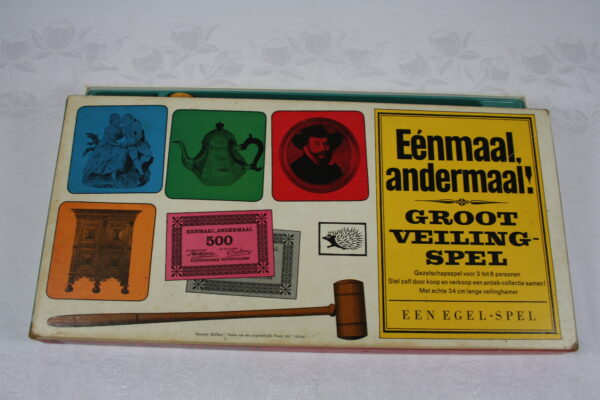 Eénmaal,
andermaal!
GROOT
VEILING-
SPEL
Gezelschapsspel voor 3 tot 6 personen
Stel zelf door koop en verkoop een antiek-collectie samen!
Met echte 34 cm lange veilinghamer
EEN EGEL-SPEL
EENMAAL, ANDERMAAL
500